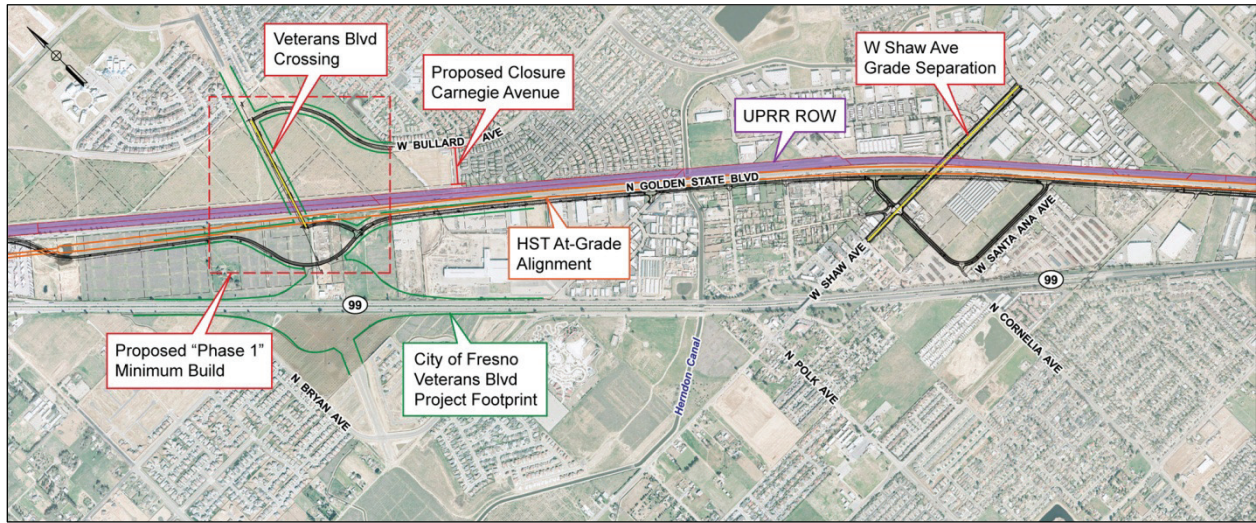 Veterans Blvd
Crossing
Proposed Closure
Carnegie Avenue
W Shaw Ave
Grade Separation
UPRR ROW
W BULLARD AVE
N GOLDEN STATE BLVD
HST At-Grade
Alignment
W SHAW AVE
W SANTA ANA AVE
99
99
Proposed "Phase 1"
Minimum Build
City of Fresno
Veterans Blvd
Project Footprint
N BRYAN AVE
Herndon Canal
N POLK AVE
N CORNELIA AVE